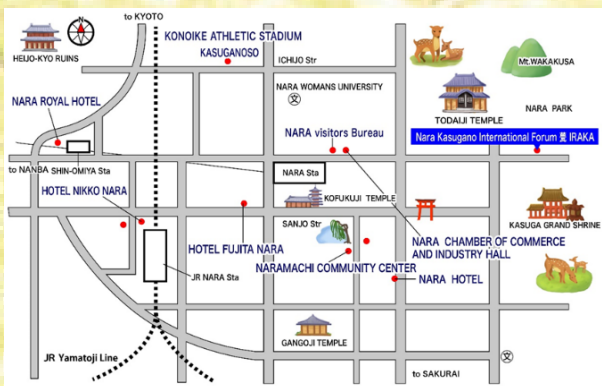 to KYOTO
KONOIKE ATHLETIC STADIUM
KASUGANOSO
HEIJO-KYO RUINS
ICHIJO Str
Mt.WAKAKUSA
NARA WOMANS UNIVERSITY
文
TODAIJI TEMPLE
NARA PARK
NARA ROYAL HOTEL
NARA visitors Bureau
Nara Kasugano International Forum 甍 IRAKA
to NANBA
SHIN-OMIYA Sta
NARA Sta
HOTEL NIKKO NARA
KOFUKUJI TEMPLE
SANJO Str
KASUGA GRAND SHRINE
HOTEL FUJITA NARA
NARA CHAMBER OF COMMERCE
AND INDUSTRY HALL
NARAMACHI COMMUNITY CENTER
JR NARA Sta
NARA HOTEL
GANGOJI TEMPLE
JR Yamatoji Line
文
to SAKURAI